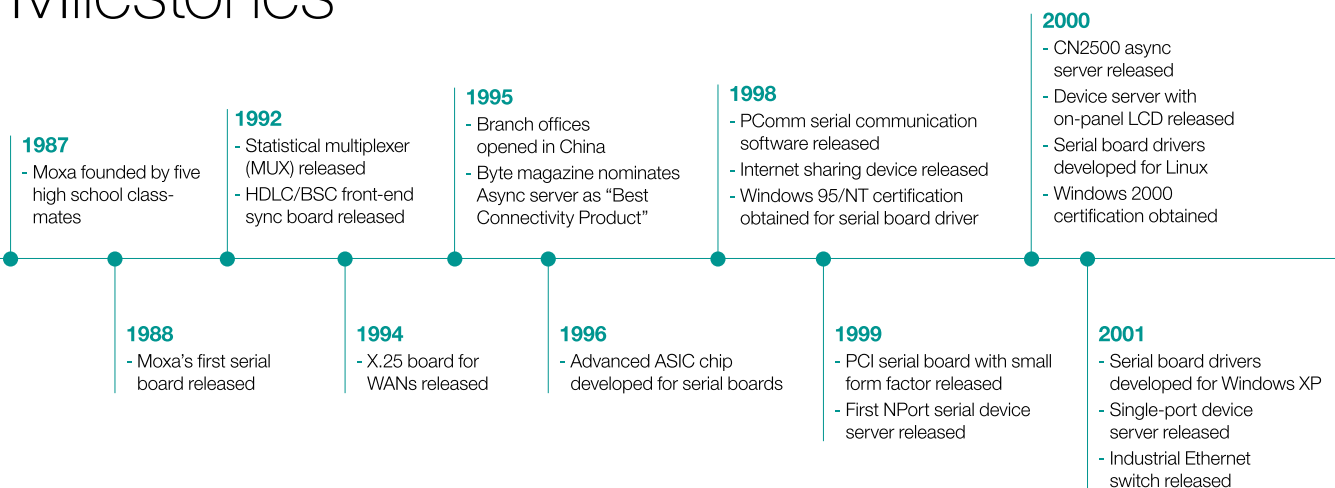 Milestones
1987
- Moxa founded by five
high school class-
mates
1988
- Moxa's first serial
board released
1992
- Statistical multiplexer
(MUX) released
- HDLC/BSC front-end
sync board released
1994
- X.25 board for
WANs released
1995
- Branch offices
opened in China
- Byte magazine nominates
Async server as “Best
Connectivity Product”
1996
- Advanced ASIC chip
developed for serial boards
1998
- PComm serial communication
software released
- Internet sharing device released
- Windows 95/NT certification
obtained for serial board driver
1999
- PCI serial board with small
form factor released
- First NPort serial device
server released
2000
- CN2500 async
server released
- Device server with
on-panel LCD released
- Serial board drivers
developed for Linux
- Windows 2000
certification obtained
2001
- Serial board drivers
developed for Windows XP
- Single-port device
server released
- Industrial Ethernet
switch released